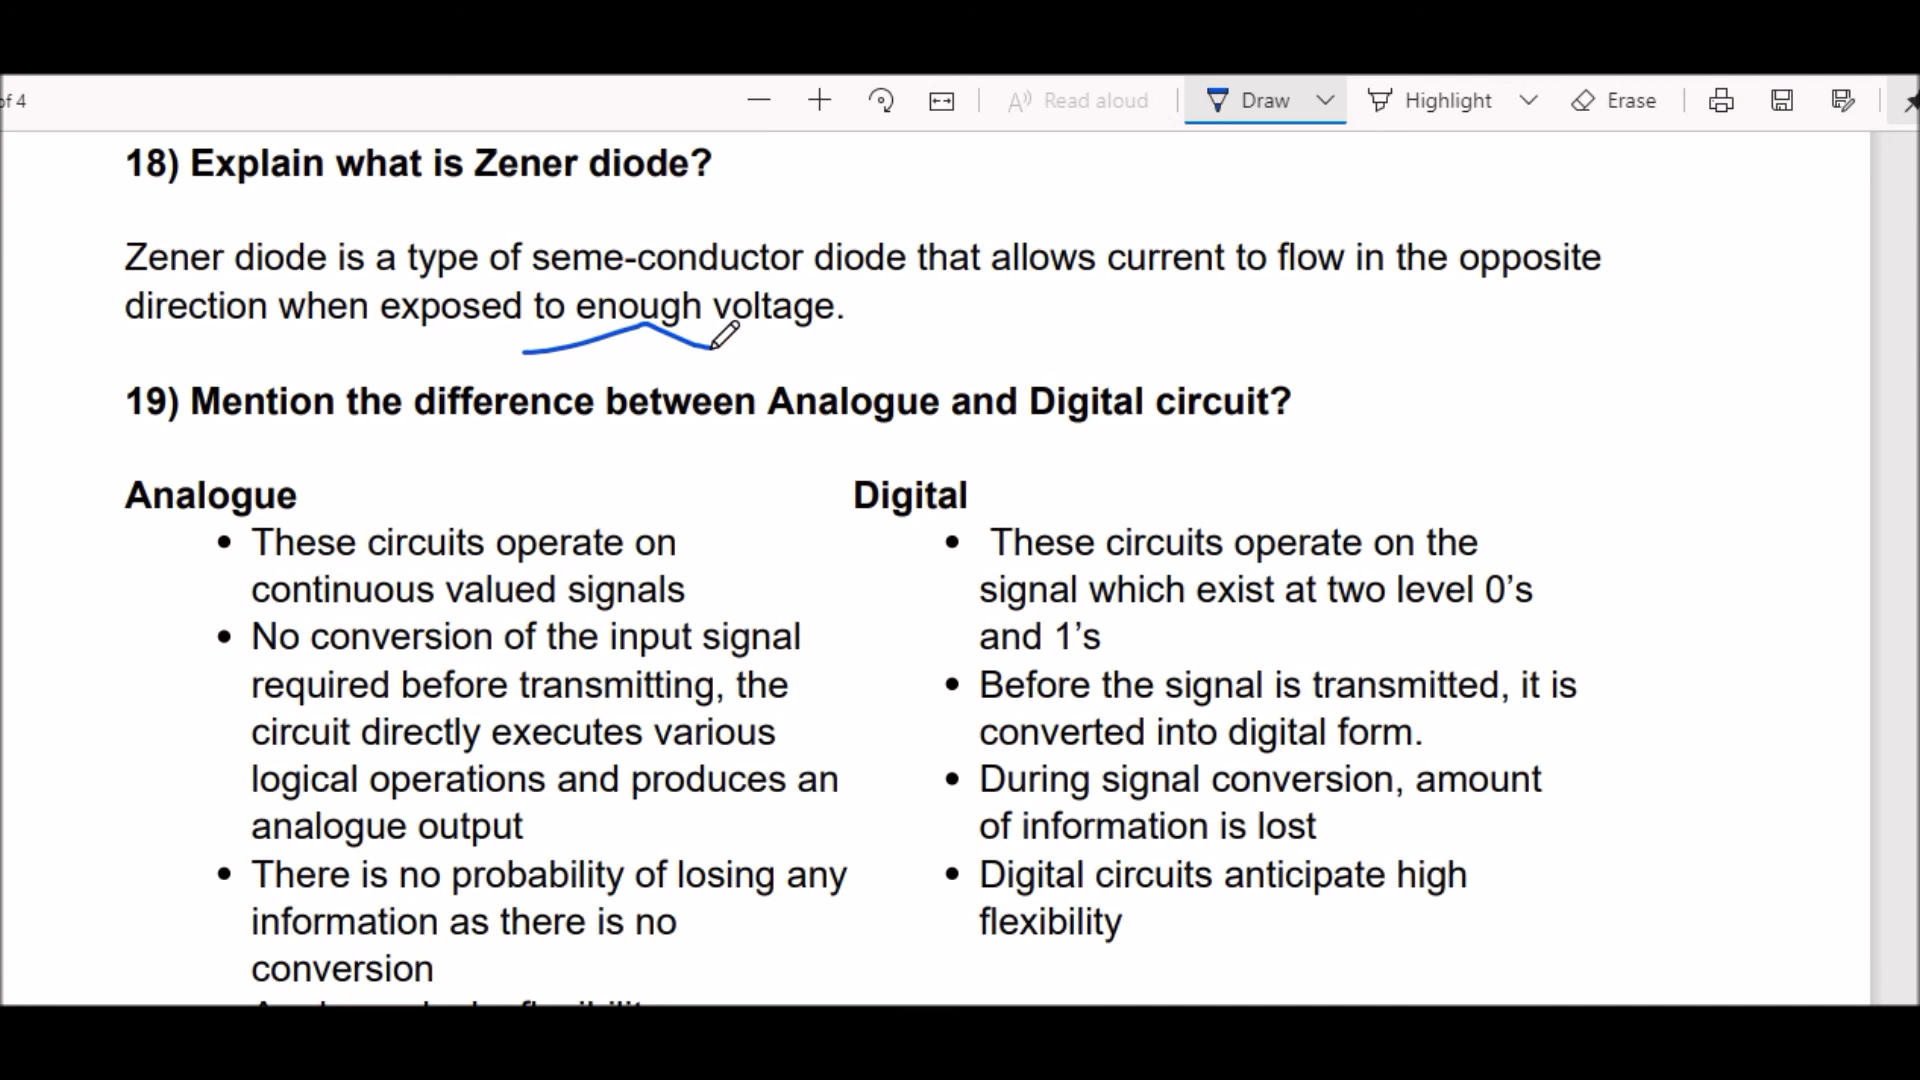 of 4
Read aloud
Draw
Highlight
Erase
18) Explain what is Zener diode?
Zener diode is a type of seme-conductor diode that allows current to flow in the opposite
direction when exposed to enough voltage.
19) Mention the difference between Analogue and Digital circuit?
Analogue
These circuits operate on
continuous valued signals
No conversion of the input signal
required before transmitting, the
circuit directly executes various
logical operations and produces an
analogue output
There is no probability of losing any
information as there is no
conversion
Digital
These circuits operate on the
signal which exist at two level 0’s
and 1’s
Before the signal is transmitted, it is
converted into digital form.
During signal conversion, amount
of information is lost
Digital circuits anticipate high
flexibility